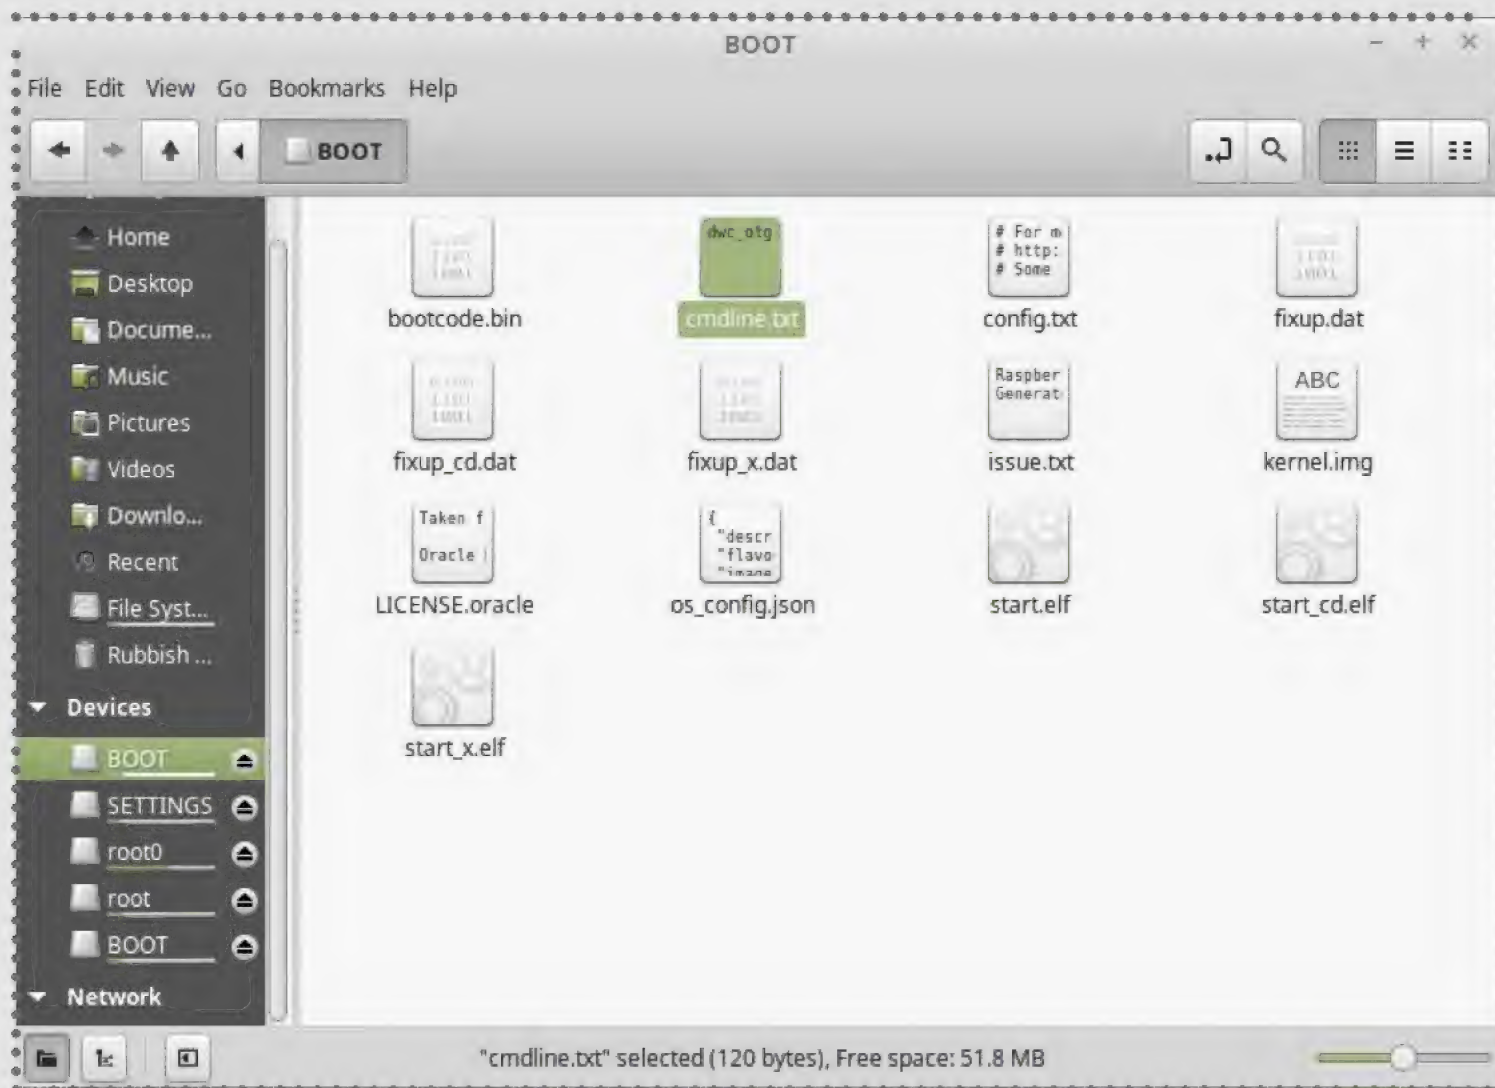 BOOT
File Edit View Go Bookmarks Help
BOOT
Home
Desktop
Docume...
Music
Pictures
Videos
Downlo...
Recent
File Syst...
Rubbish ...
Devices
BOOT
SETTINGS
root0
root
BOOT
Network
bootcode.bin
dwc_otg
cmdline.txt
# For m
# http:
# Some
config.txt
fixup.dat
fixup_cd.dat
fixup_x.dat
Raspber
Generat
issue.txt
ABC
kernel.img
Taken f
Oracle
LICENSE.oracle
{
"descr
"flavo
"image
os_config.json
start.elf
start_cd.elf
start_x.elf
"cmdline.txt" selected (120 bytes), Free space: 51.8 MB